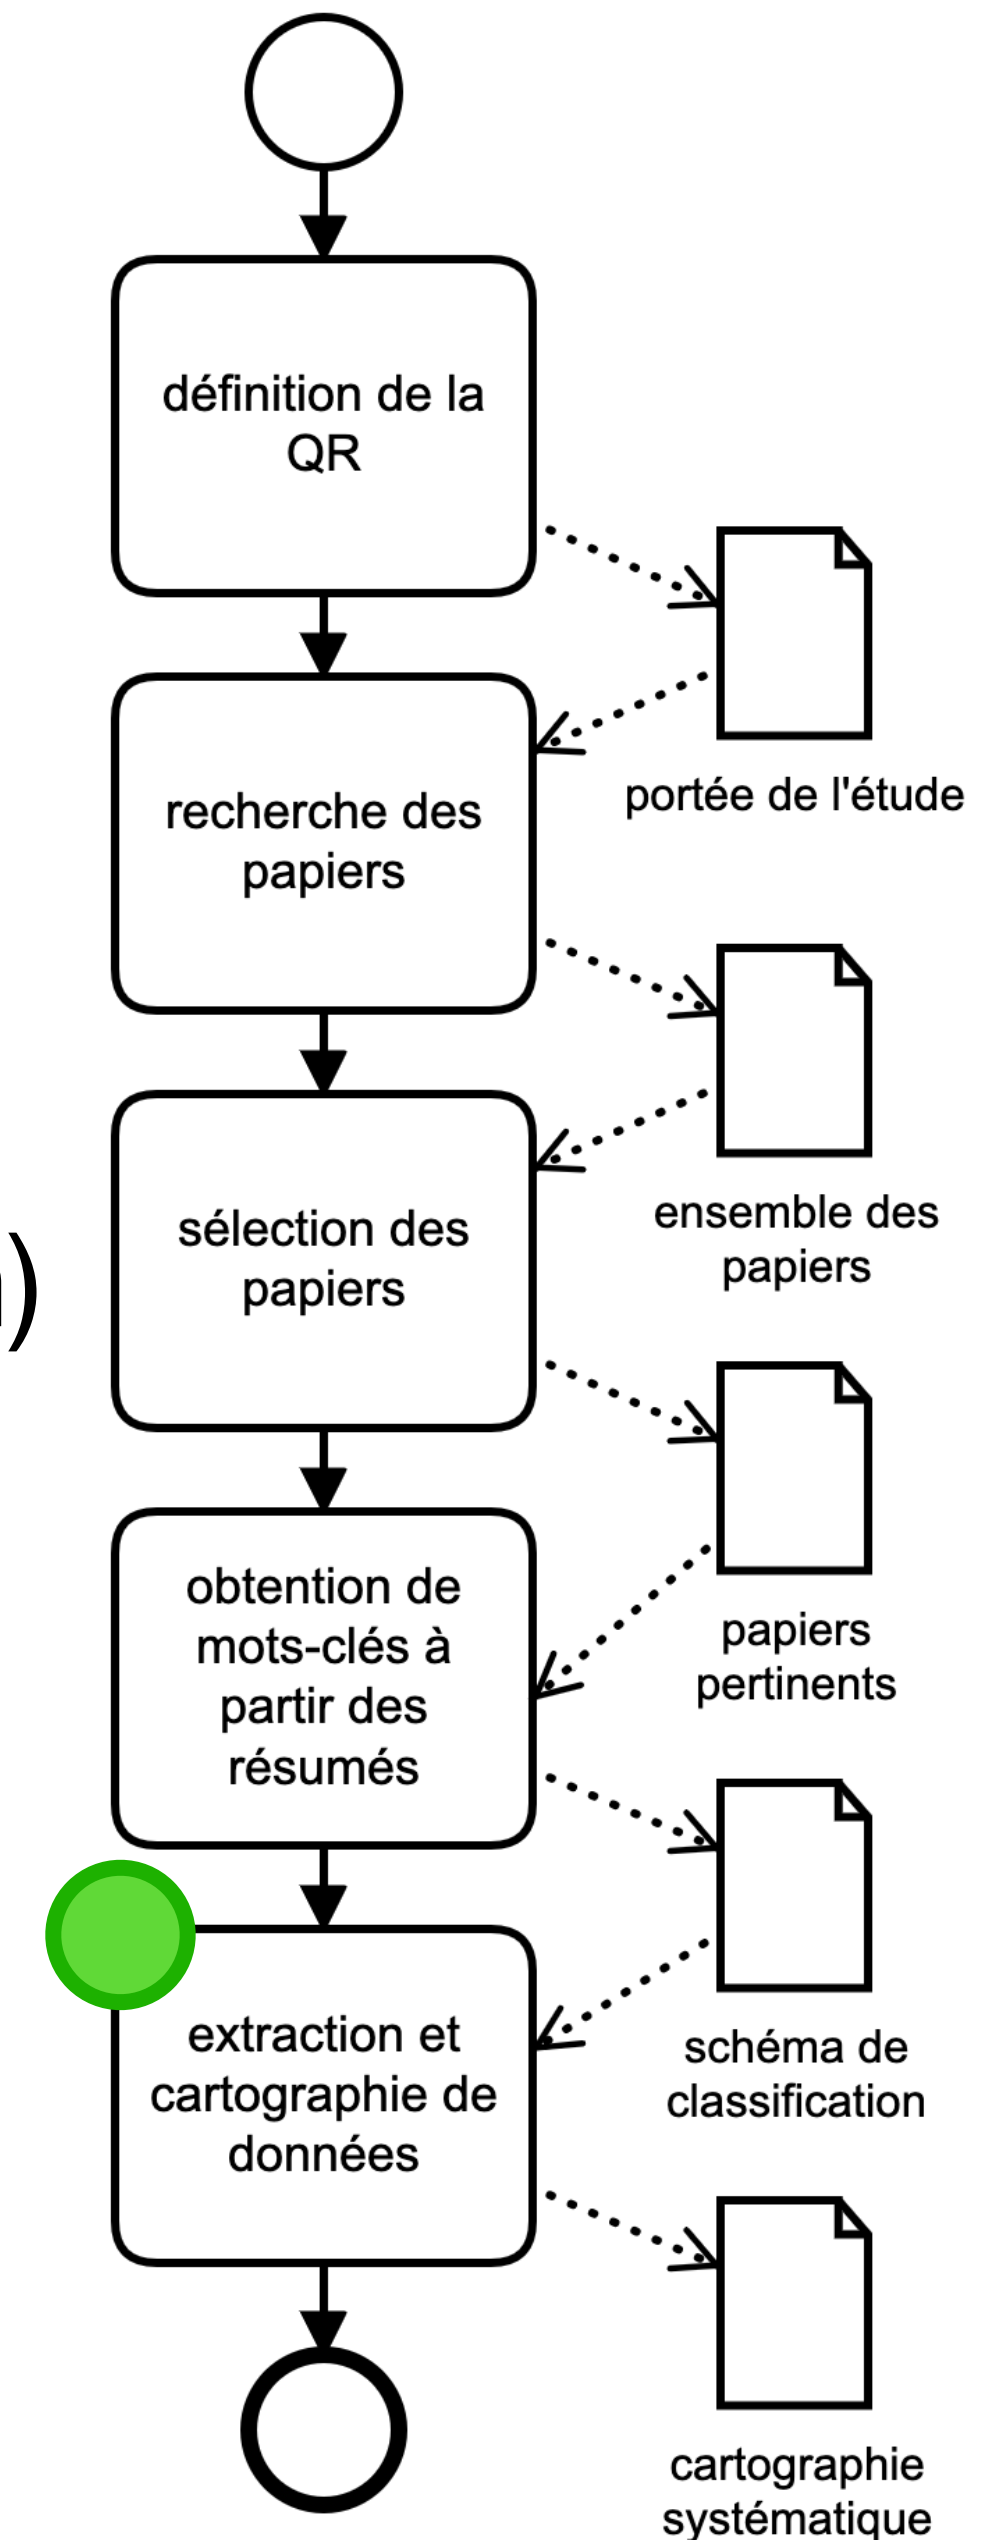 définition de la
QR
portée de l'étude
recherche des
papiers
ensemble des
papiers
sélection des
papiers
)
papiers
pertinents
obtention de
mots-clés à
partir des
résumés
schéma de
classification
extraction et
cartographie de
données
cartographie
systématique